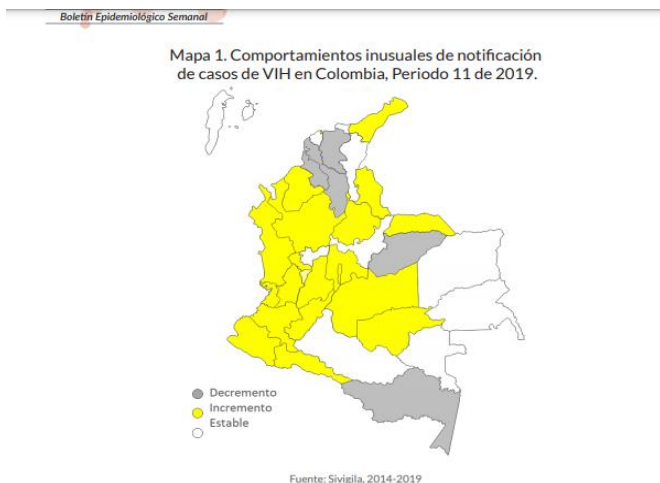 Boletín Epidemiológico Semanal
Mapa 1. Comportamientos inusuales de notificación
de casos de VIH en Colombia, Periodo 11 de 2019.
Decremento
Incremento
Estable
Fuente: Sivigila, 2014-2019